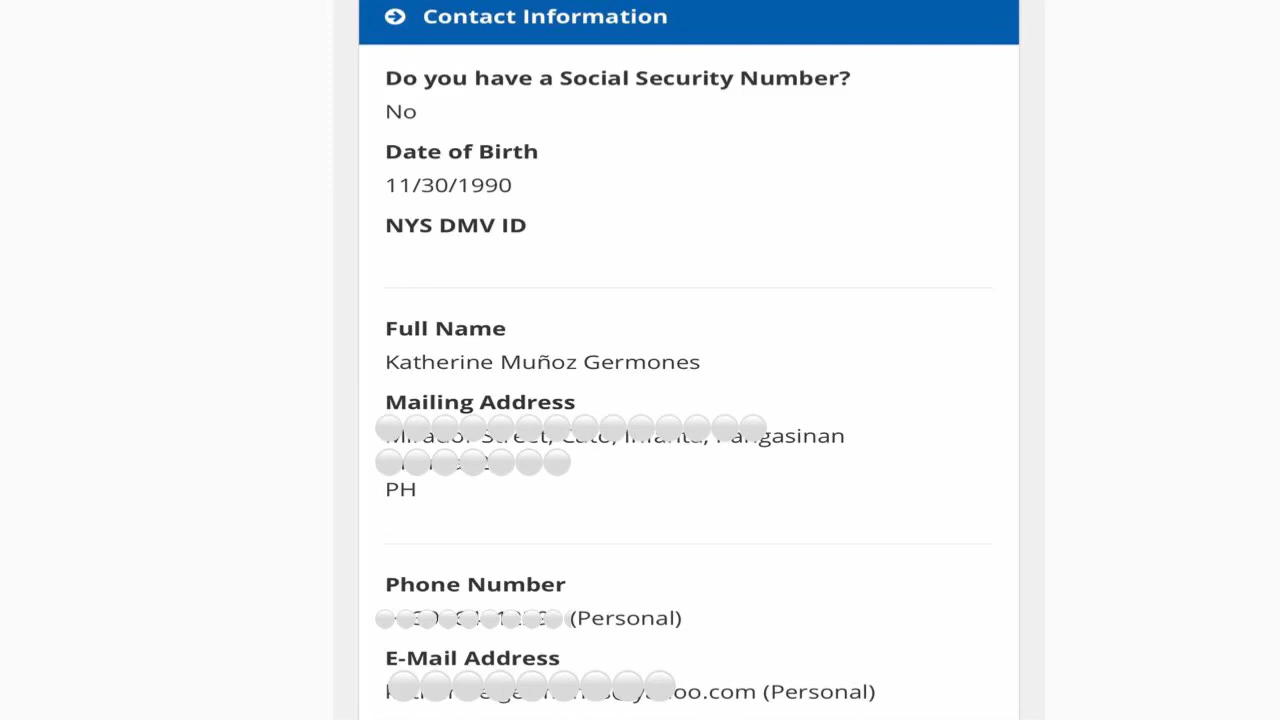 Contact Information
Do you have a Social Security Number?
No
Date of Birth
11/30/1990
NYS DMV ID
Full Name
Katherine Muñoz Germones
Mailing Address
Pangasinan
PH
Phone Number
(Personal)
E-Mail Address
(Personal)